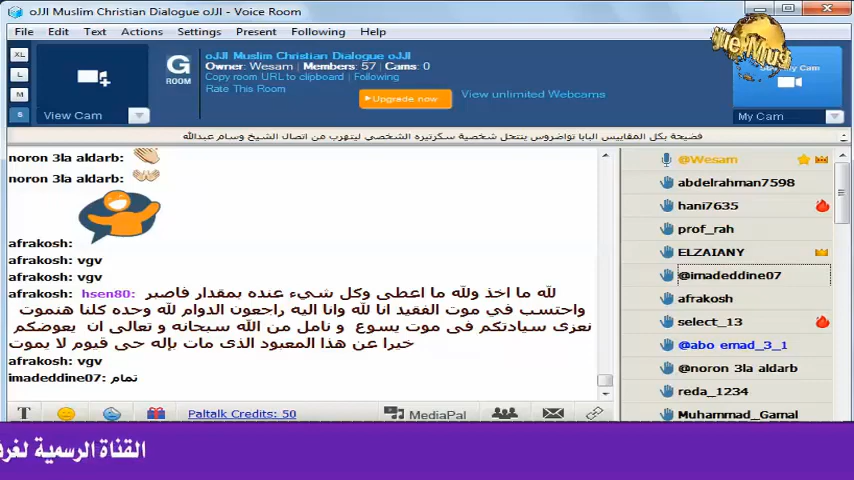 oJJI Muslim Christian Dialogue oJJI - Voice Room
File Edit Text Actions Settings Present Following Help
XL
L
M
S
View Cam
G
ROOM
oJJI Muslim Christian Dialogue oJJI
Owner: Wesam | Members: 57 | Cams: 0
Copy room URL to clipboard | Following
Rate This Room
Upgrade now
View unlimited Webcams
My Cam
فضيحة بكل المقاييس البابا تواضروس ينتحل شخصية سكرتيره الشخصي ليتهرب من اتصال الشيخ وسام عبدالله
noron 3la aldarb:
noron 3la aldarb:
afrakosh:
afrakosh: vgv
afrakosh: vgv
afrakosh: hsen80: لله ما اخذ ولله ما اعطى وكل شيء عنده بمقدار فاصبر
واحتسب في موت الفقيد انا لله وانا اليه راجعون الدوام لله وحده كلنا هنموت
نعزى سيادتكم فى موت يسوع و نامل من الله سبحانه و تعالى ان يعوضكم
خيرا عن هذا المعبود الذى مات بإله حى قيوم لا يموت
afrakosh: vgv
imadeddine07: تمام
T
Paltalk Credits: 50
MediaPal
@Wesam
abdelrahman7598
hani7635
prof_rah
ELZAIANY
@imadeddine07
afrakosh
select_13
@abo emad_3_1
@noron 3la aldarb
reda_1234
Muhammad_Gamal
القناة الرسمية لغرف